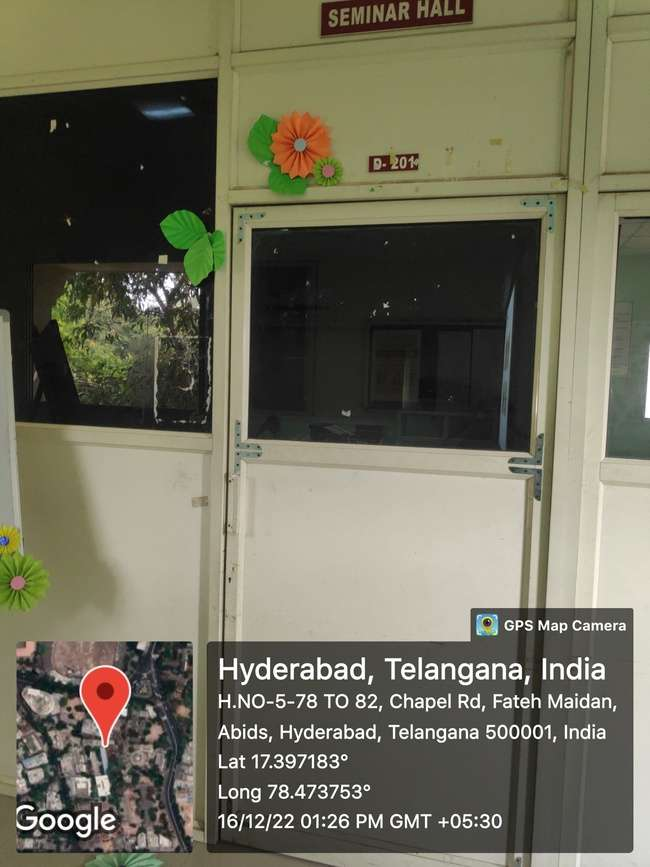 SEMINAR HALL
D-201
GPS Map Camera
Hyderabad, Telangana, India
H.NO-5-78 TO 82, Chapel Rd, Fateh Maidan,
Abids, Hyderabad, Telangana 500001, India
Lat 17.397183°
Long 78.473753°
16/12/22 01:26 PM GMT +05:30
Google